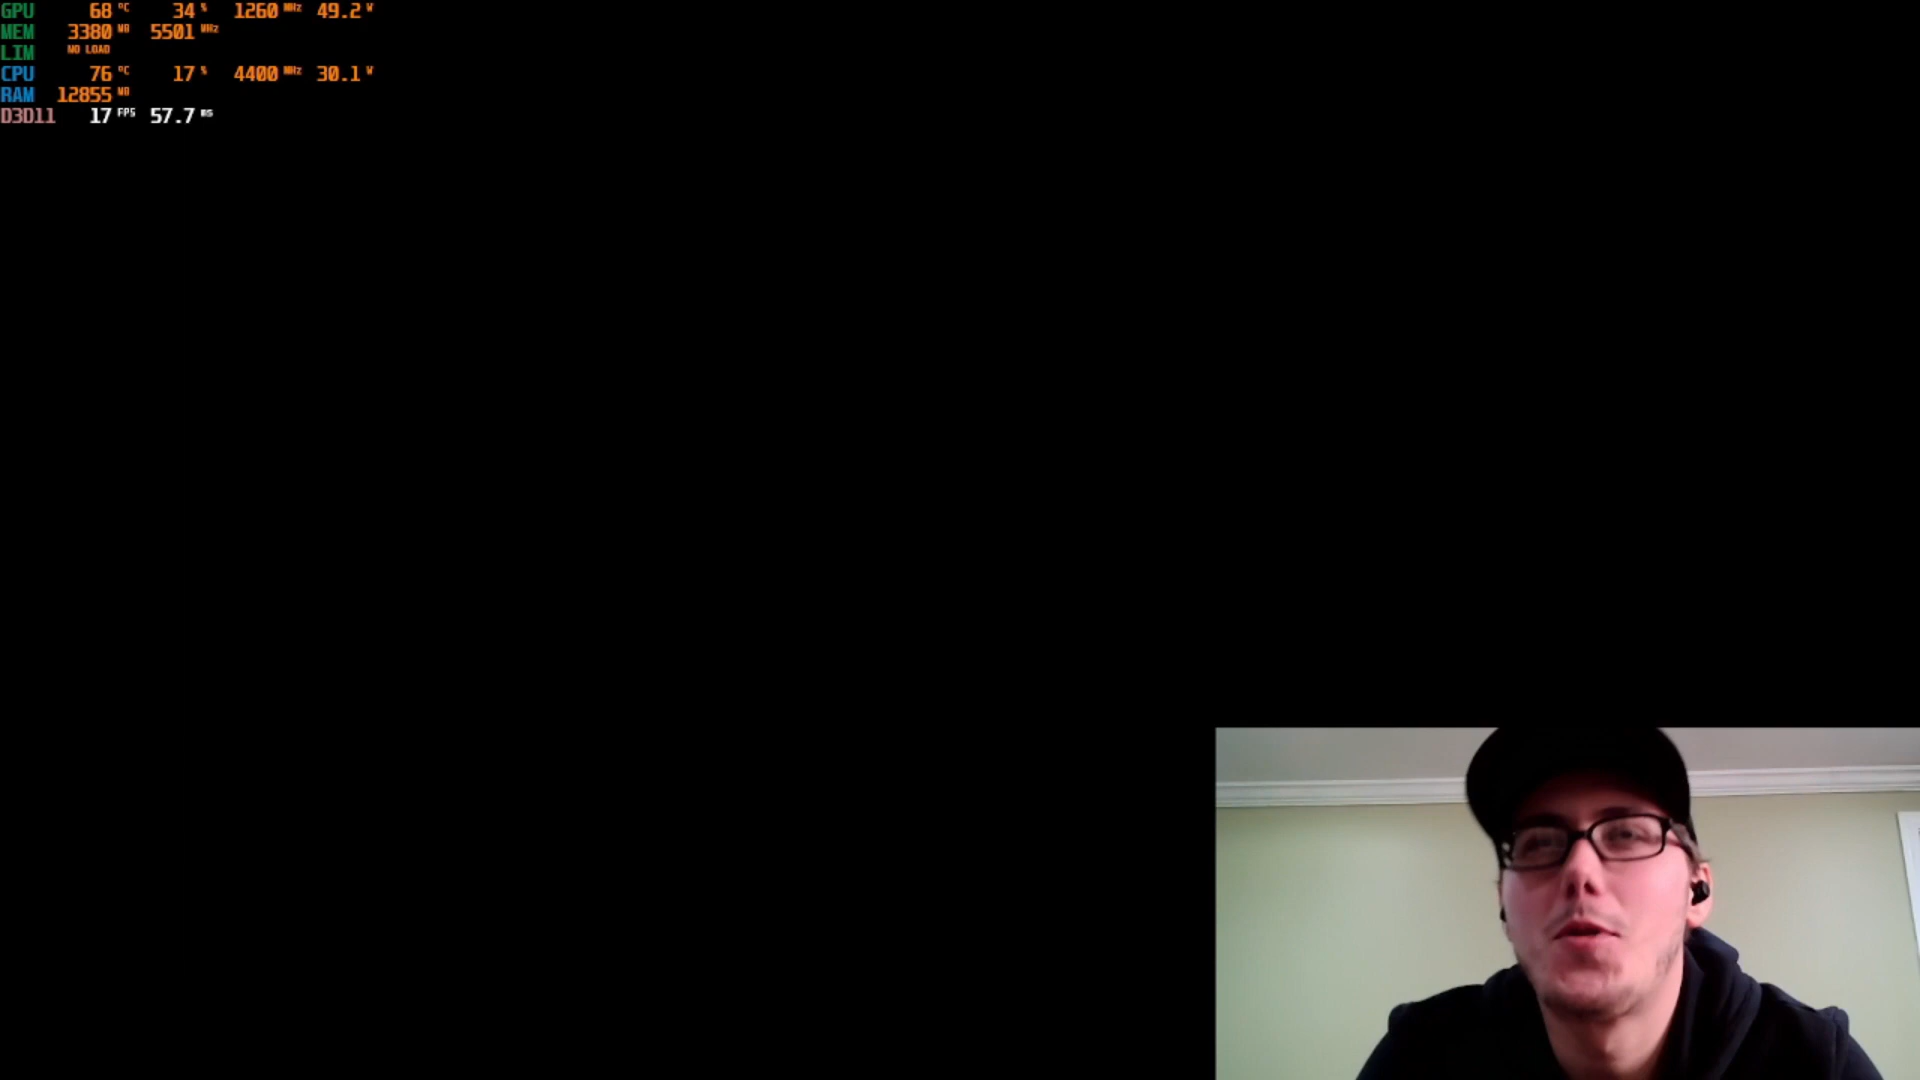 GPU 68 °C 34 % 1260 MHz 49.2 W
MEM 3380 MB 5501 MHz
LIM NO LOAD
CPU 76 °C 17 % 4400 MHz 30.1 W
RAM 12855 MB
D3D11 17 FPS 57.7 ms